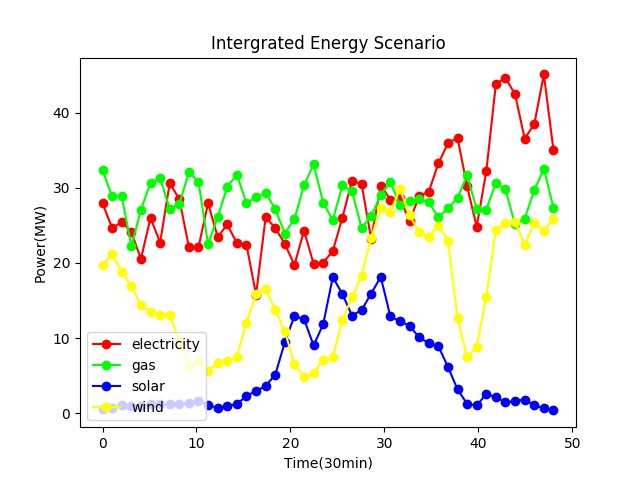 Intergrated Energy Scenario
Power(MW)
40
30
20
10
0
electricity
gas
solar
wind
0 10 20 30 40 50
Time(30min)